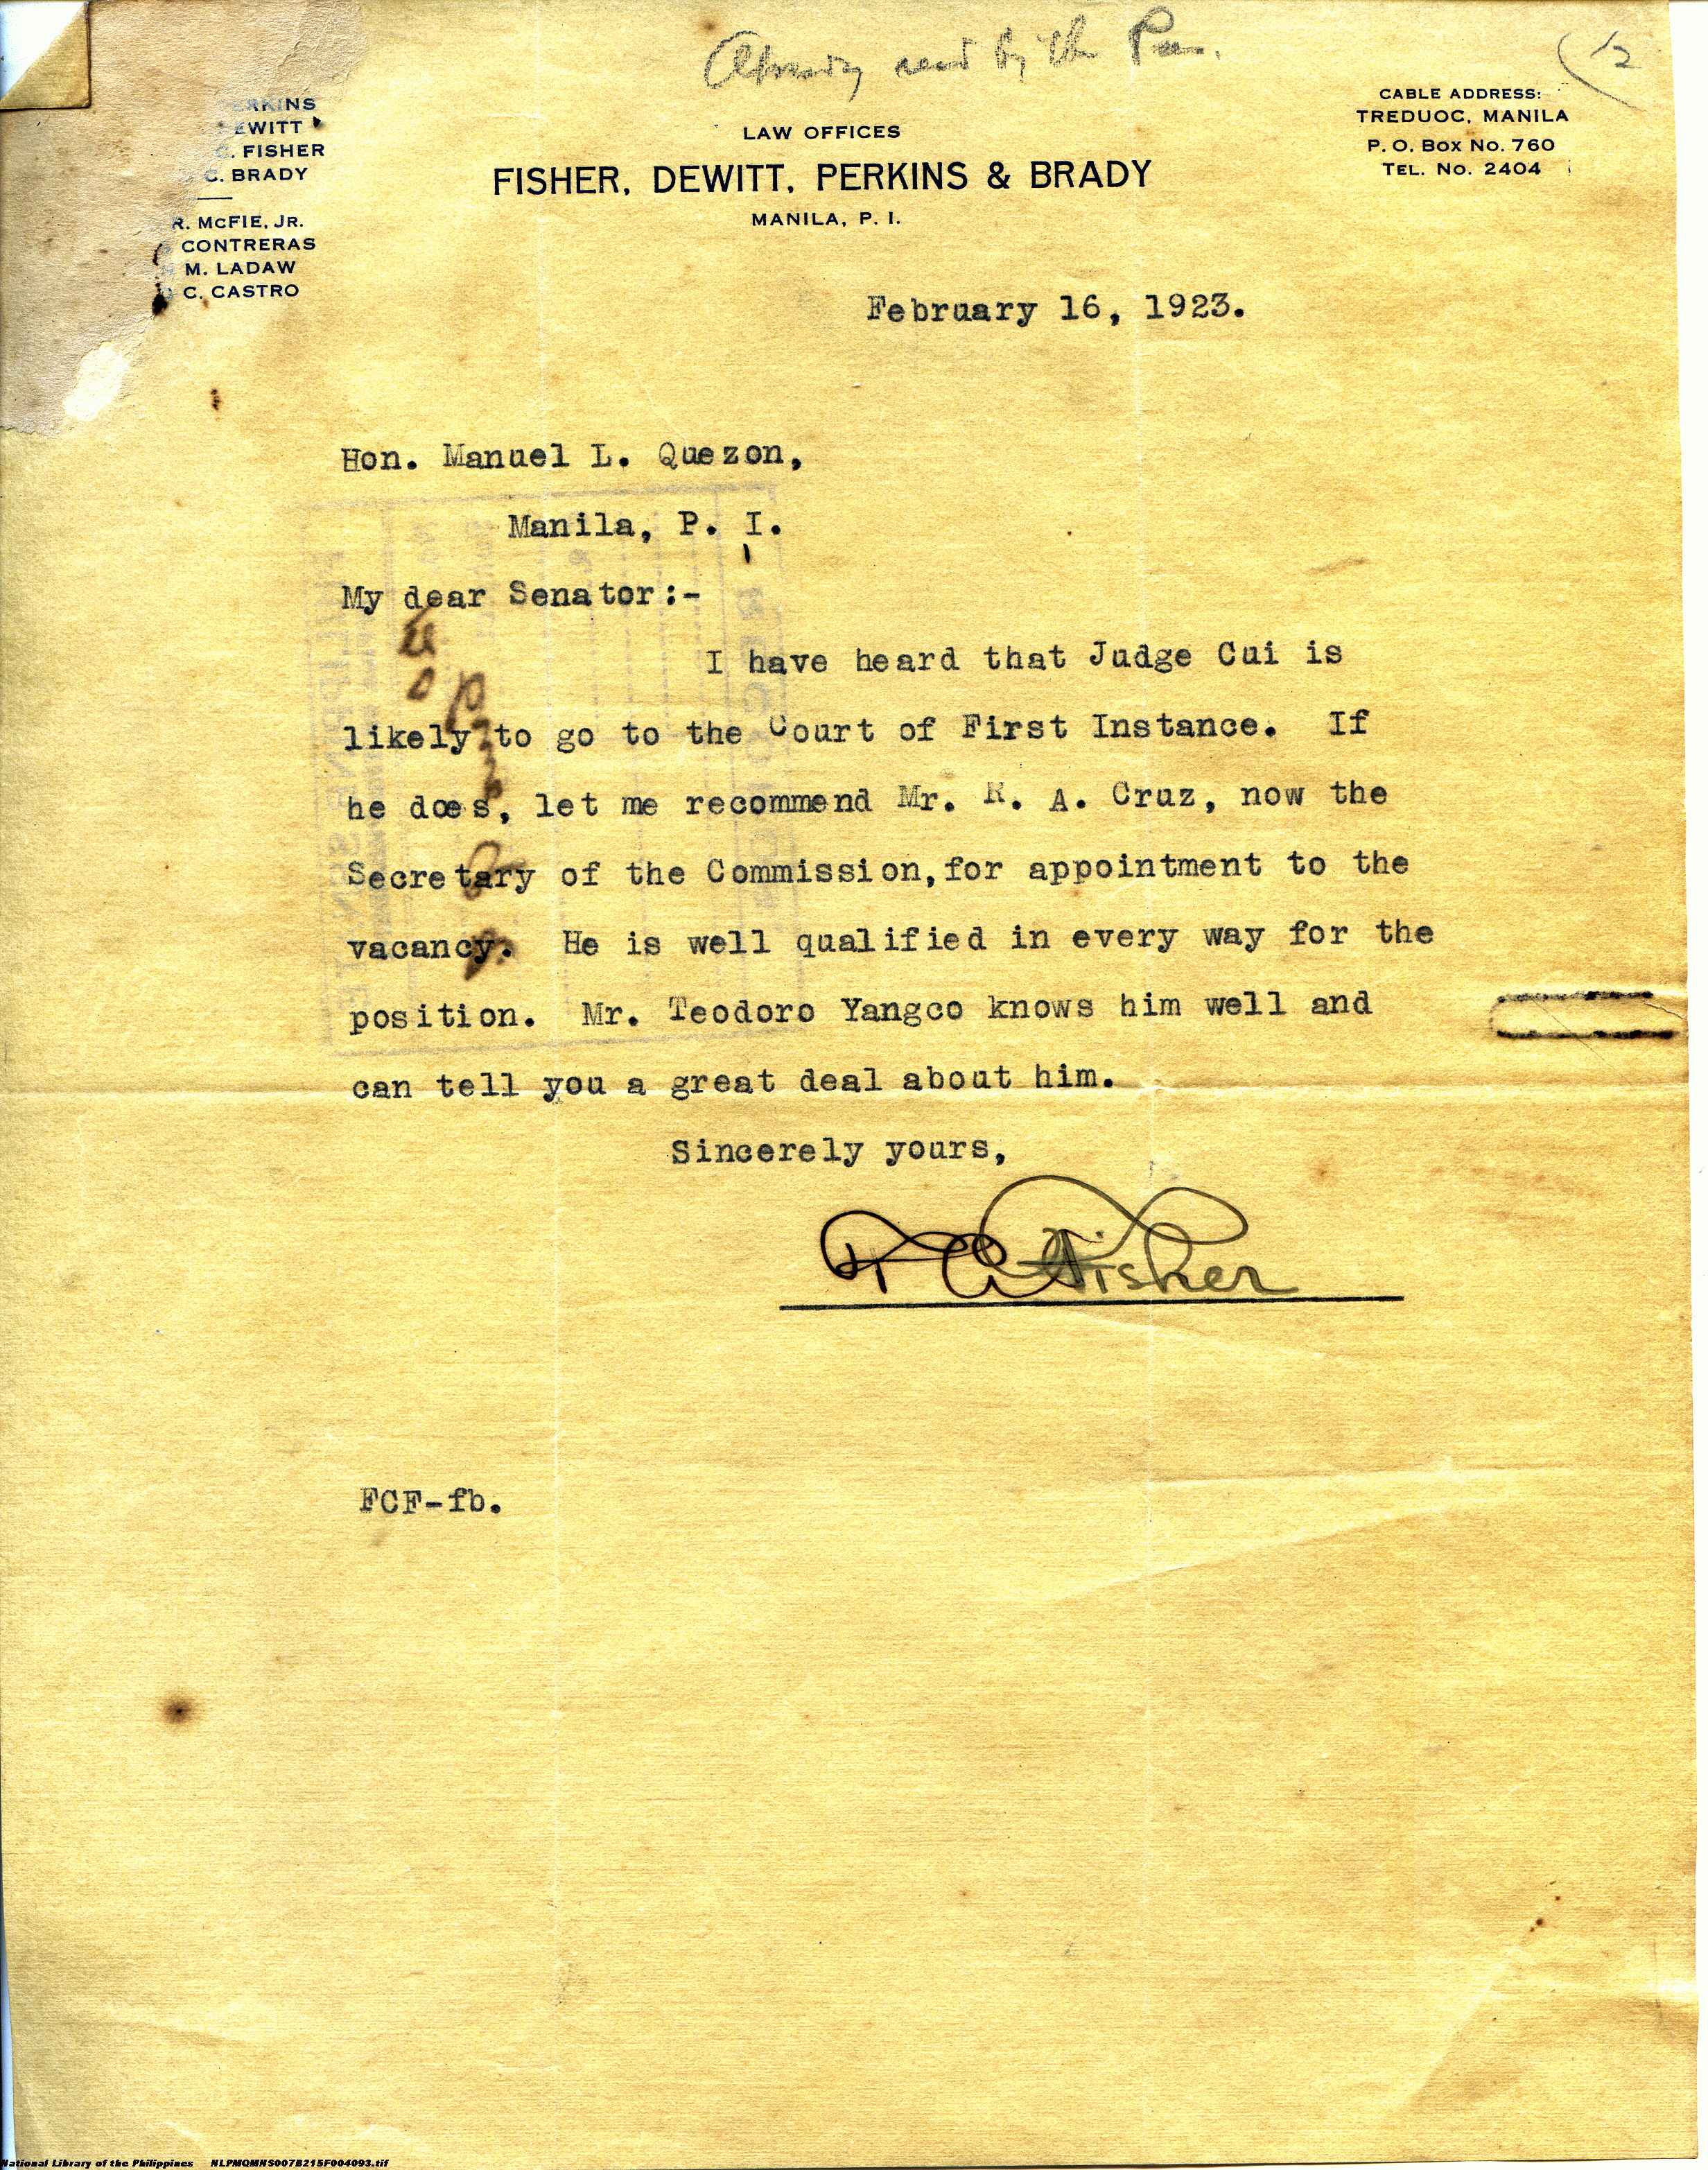 Already read by the Pres.
12
ERKINS
EWITT
C. FISHER
C. BRADY
R. MCFIE, JR.
CONTRERAS
M. LADAW
C. CASTRO
LAW OFFICES
FISHER, DEWITT, PERKINS & BRADY
MANILA, P. I.
CABLE ADDRESS:
TREDUOC, MANILA
P. O. Box No. 760
TEL. No. 2404
February 16, 1923.
Hon. Manuel L. Quezon,
Manila, P. I.
My dear Senator:-
I have heard that Judge Cui is
likely to go to the Court of First Instance. If
he does, let me recommend Mr. R. A. Cruz, now the
Secretary of the Commission, for appointment to the
vacancy. He is well qualified in every way for the
position. Mr. Teodoro Yangco knows him well and
can tell you a great deal about him.
Sincerely yours,
F C Fisher
FCF-fb.
National Library of the Philippines NLPMQMNS007B215F004093.tif